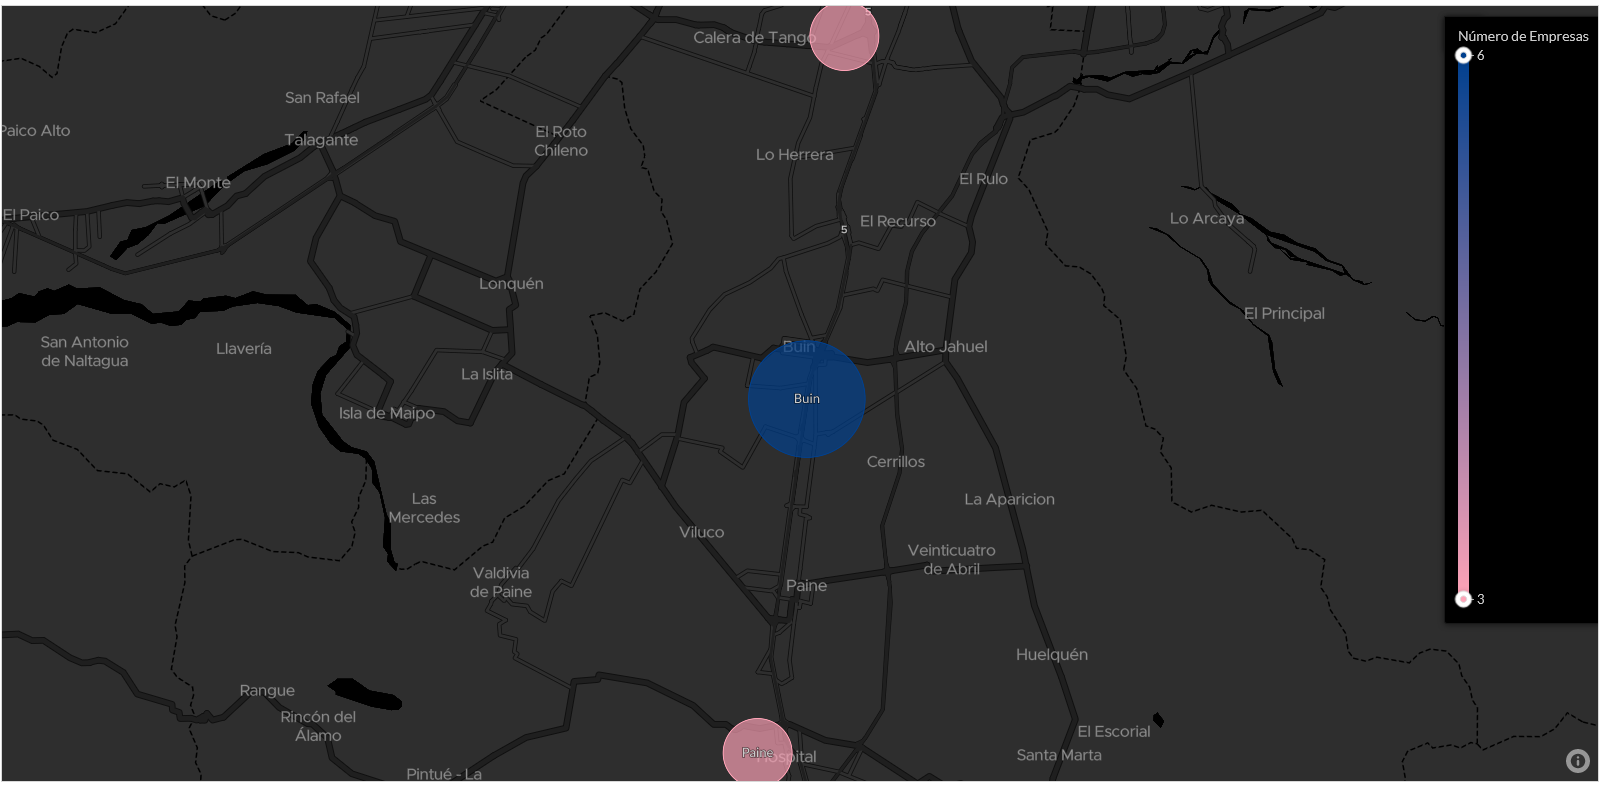 5
Calera de Tango
Número de Empresas
6
San Rafael
Paico Alto
Talagante
El Roto
Chileno
Lo Herrera
El Monte
El Rulo
El Paico
Lo Arcaya
El Recurso
5
Lonquén
El Principal
San Antonio
de Naltagua
Llavería
Buin
Alto Jahuel
La Islita
Buin
Isla de Maipo
Cerrillos
Las
Mercedes
La Aparicion
Viluco
Veinticuatro
de Abril
Valdivia
de Paine
Paine
3
Huelquén
Rangue
Rincón del
Álamo
El Escorial
Paine
Hospital
Santa Marta
Pintué - La